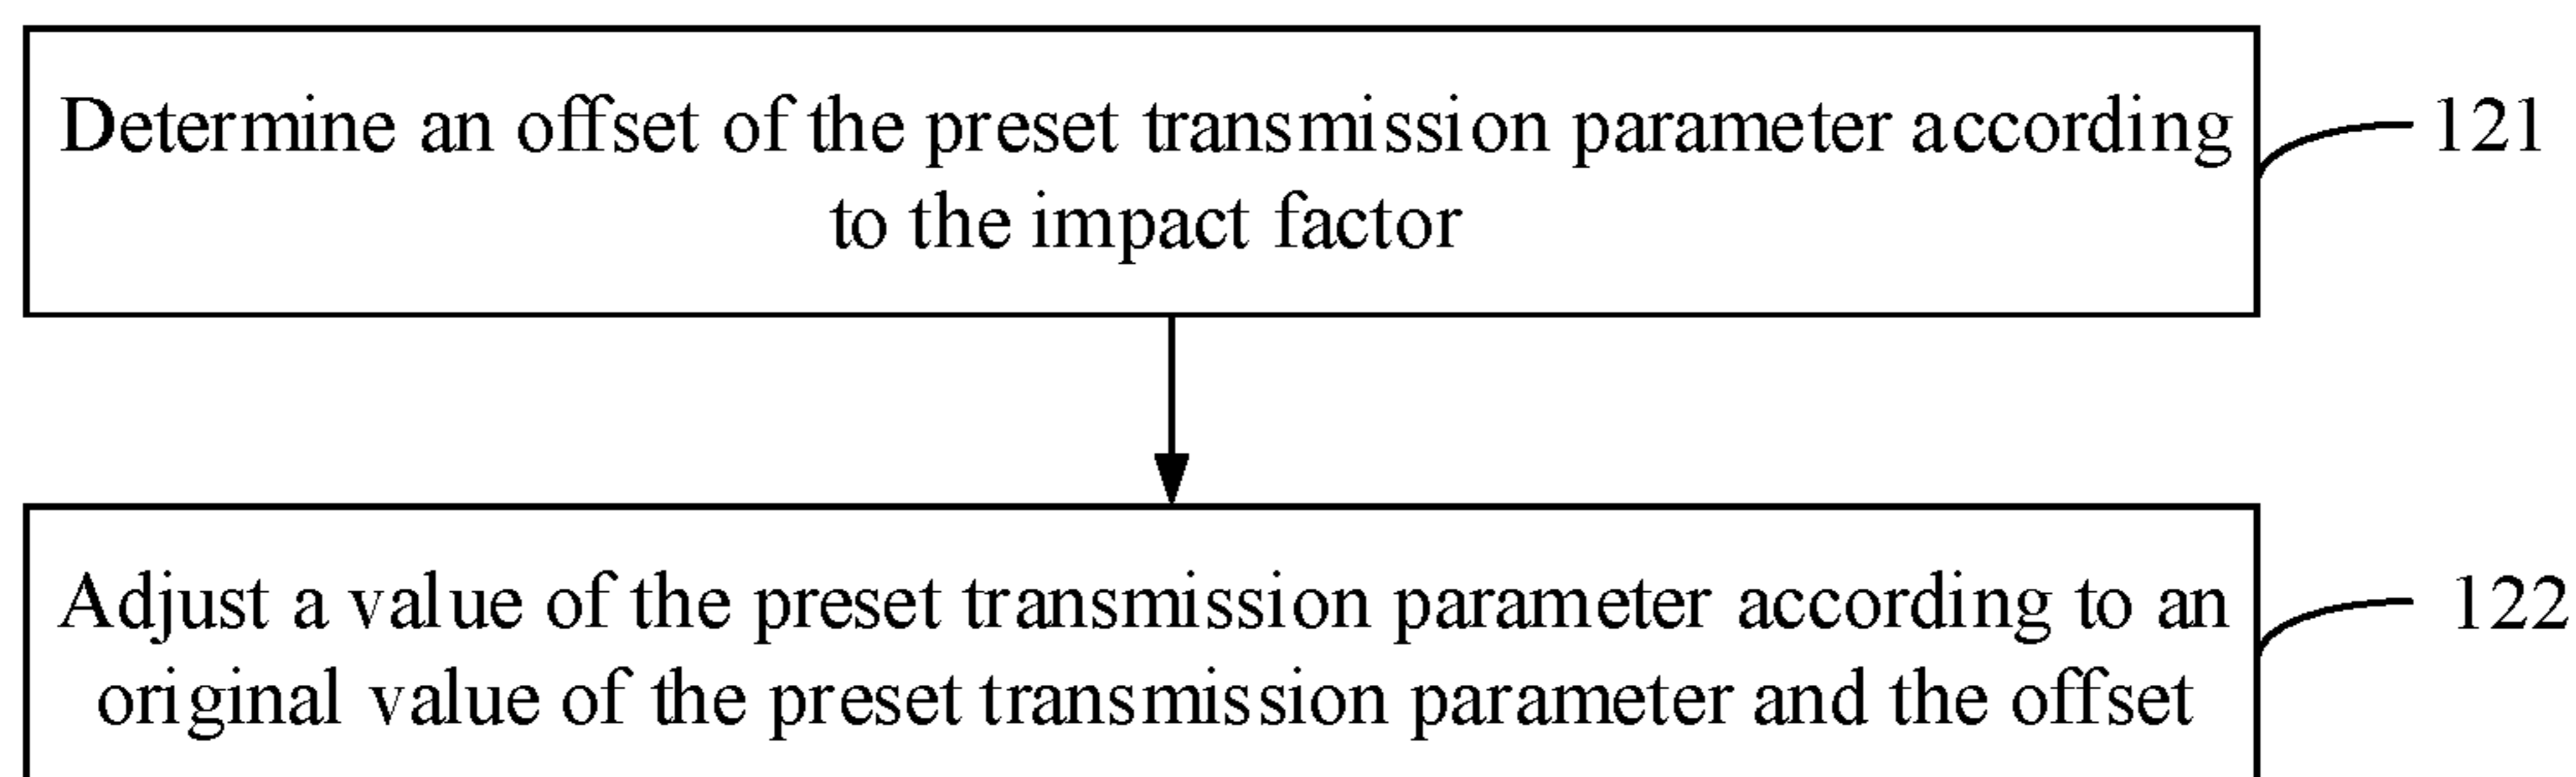 Determine an offset of the preset transmission parameter according
to the impact factor
121
Adjust a value of the preset transmission parameter according to an
original value of the preset transmission parameter and the offset
122